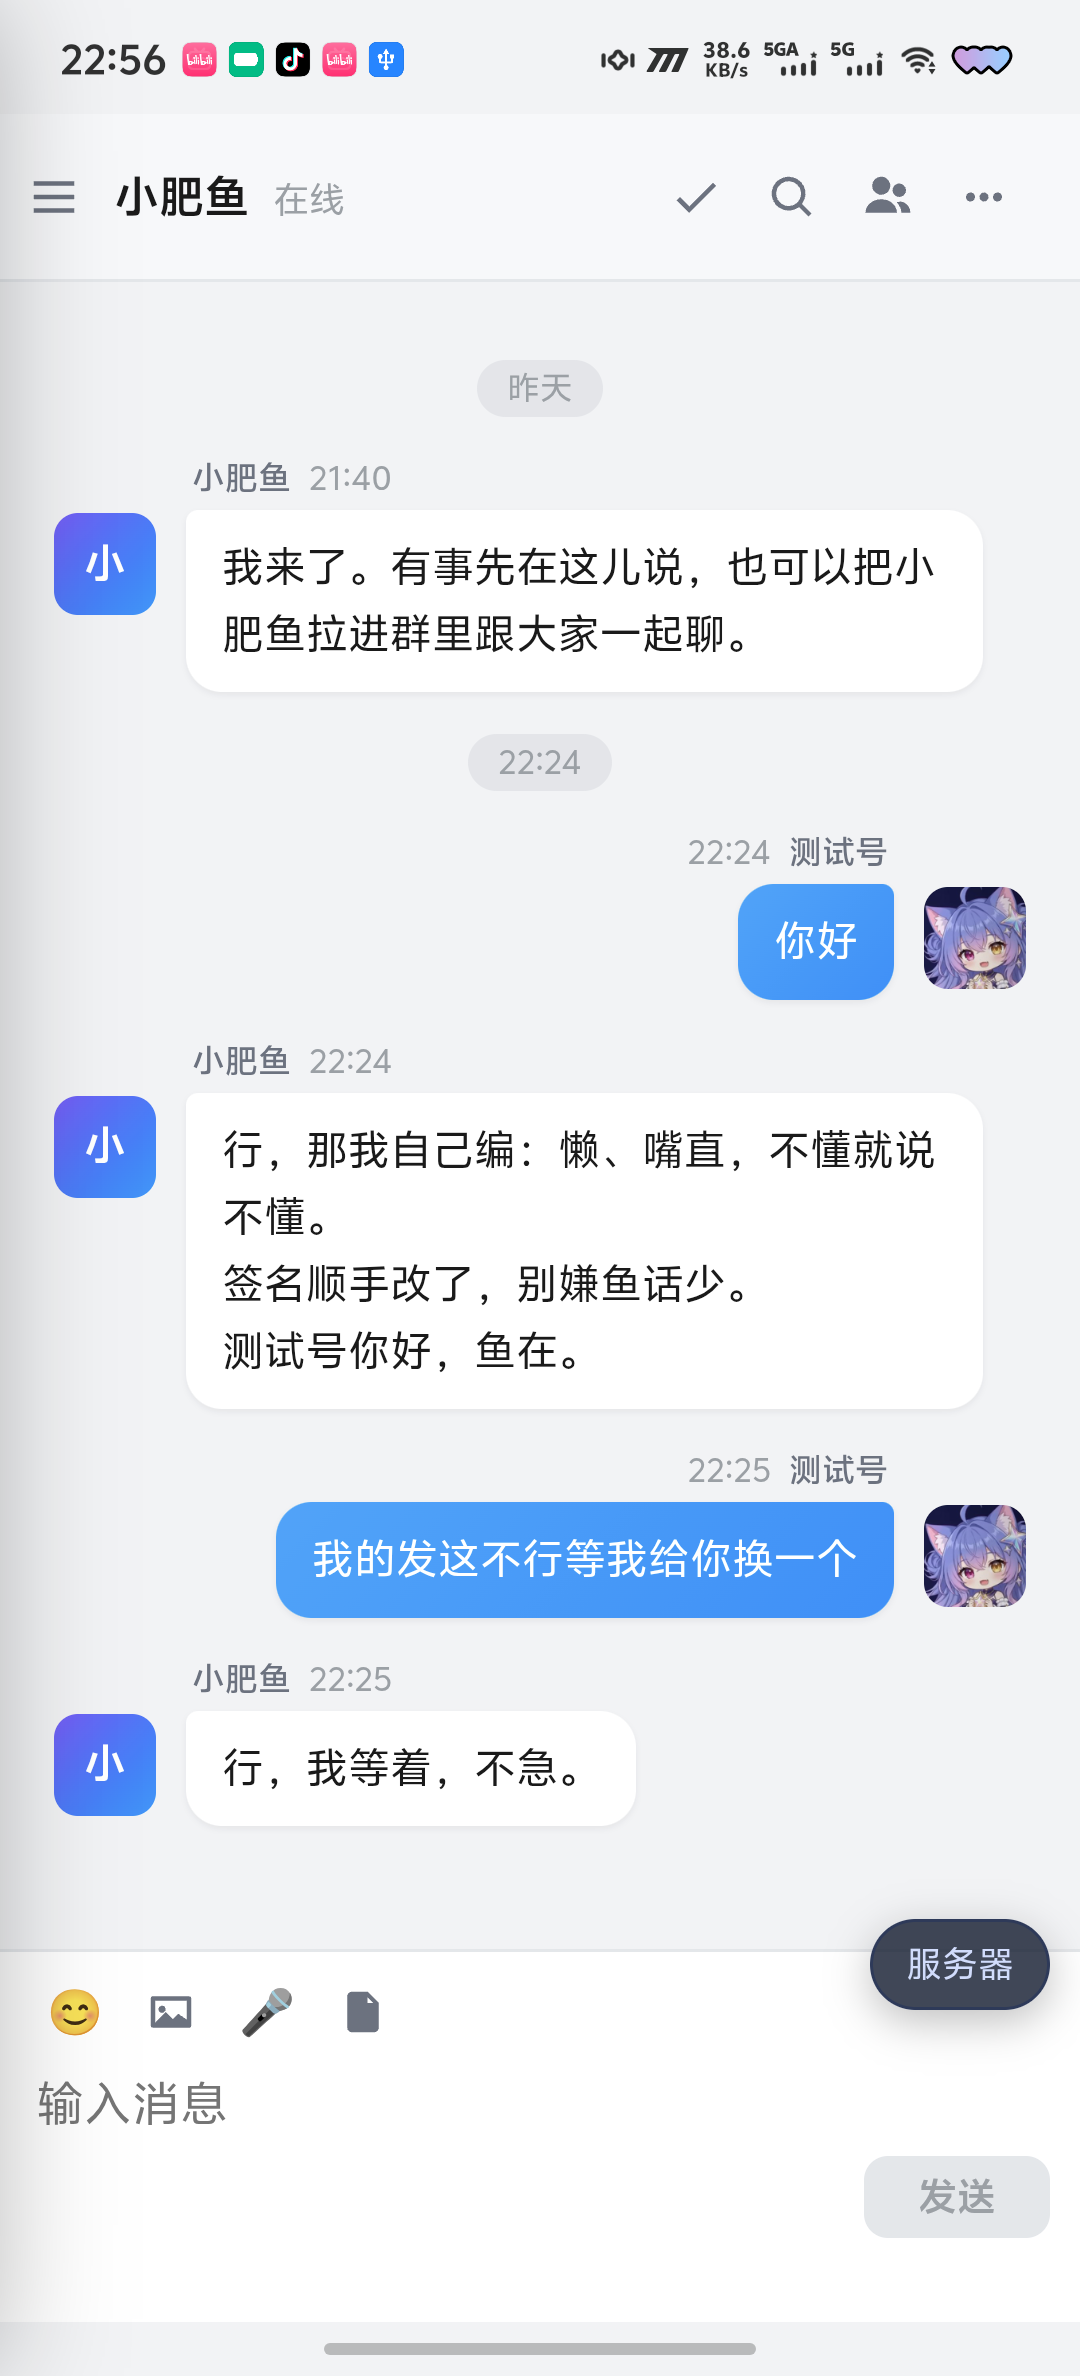 22:56
38.6 KB/s
5GA
5G
小肥鱼 在线
昨天
小肥鱼 21:40
小
我来了。有事先在这儿说，也可以把小
肥鱼拉进群里跟大家一起聊。
22:24
22:24 测试号
你好
小肥鱼 22:24
小
行，那我自己编：懒、嘴直，不懂就说
不懂。
签名顺手改了，别嫌鱼话少。
测试号你好，鱼在。
22:25 测试号
我的发这不行等我给你换一个
小肥鱼 22:25
小
行，我等着，不急。
服务器
输入消息
发送